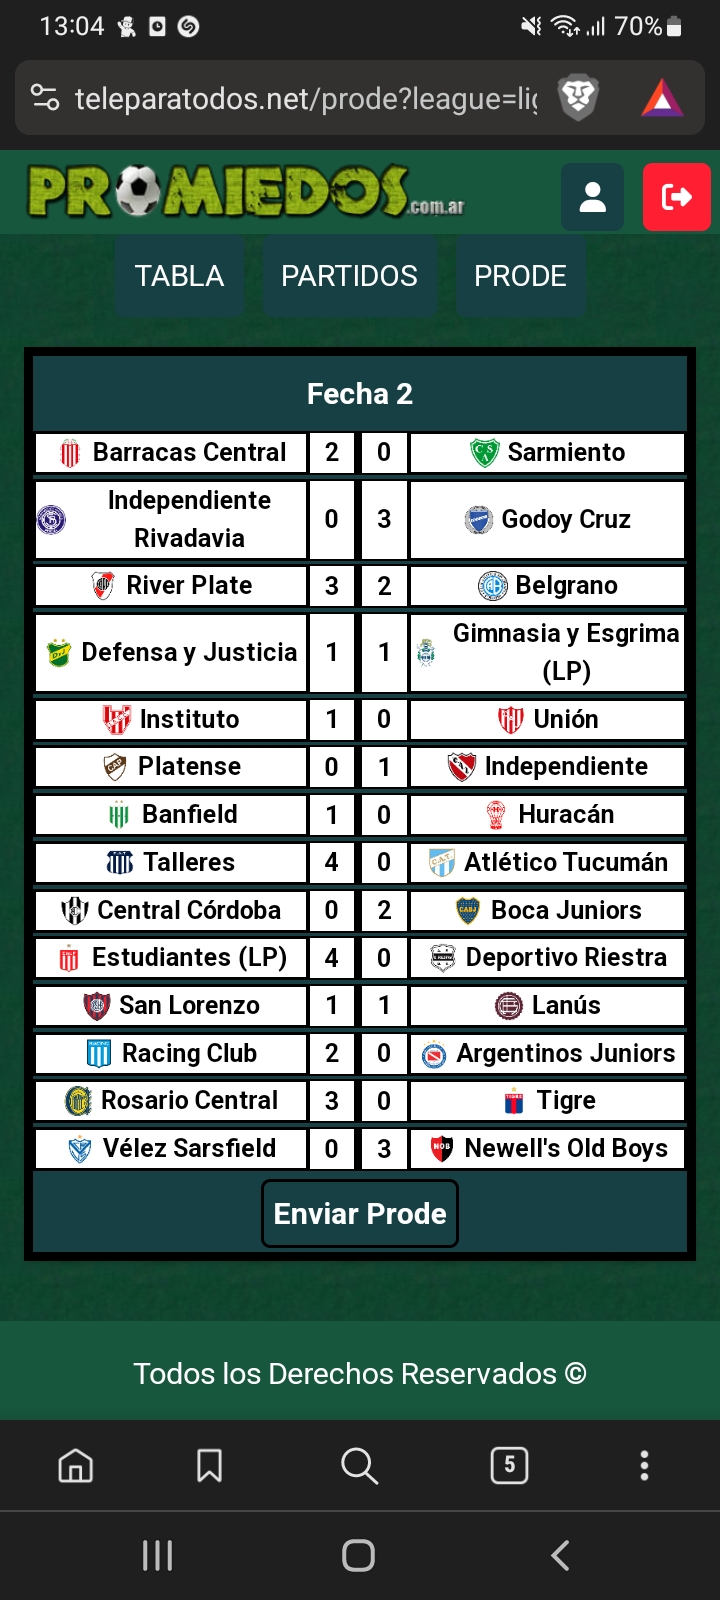 13:04 70%
teleparatodos.net/prode?league=lig
PROMIEDOS.com.ar
TABLA PARTIDOS PRODE
Fecha 2
Barracas Central 2 0 Sarmiento
Independiente
Rivadavia 0 3 Godoy Cruz
River Plate 3 2 Belgrano
Defensa y Justicia 1 1 Gimnasia y Esgrima
(LP)
Instituto 1 0 Unión
Platense 0 1 Independiente
Banfield 1 0 Huracán
Talleres 4 0 Atlético Tucumán
Central Córdoba 0 2 Boca Juniors
Estudiantes (LP) 4 0 Deportivo Riestra
San Lorenzo 1 1 Lanús
Racing Club 2 0 Argentinos Juniors
Rosario Central 3 0 Tigre
Vélez Sarsfield 0 3 Newell's Old Boys
Enviar Prode
Todos los Derechos Reservados ©
5